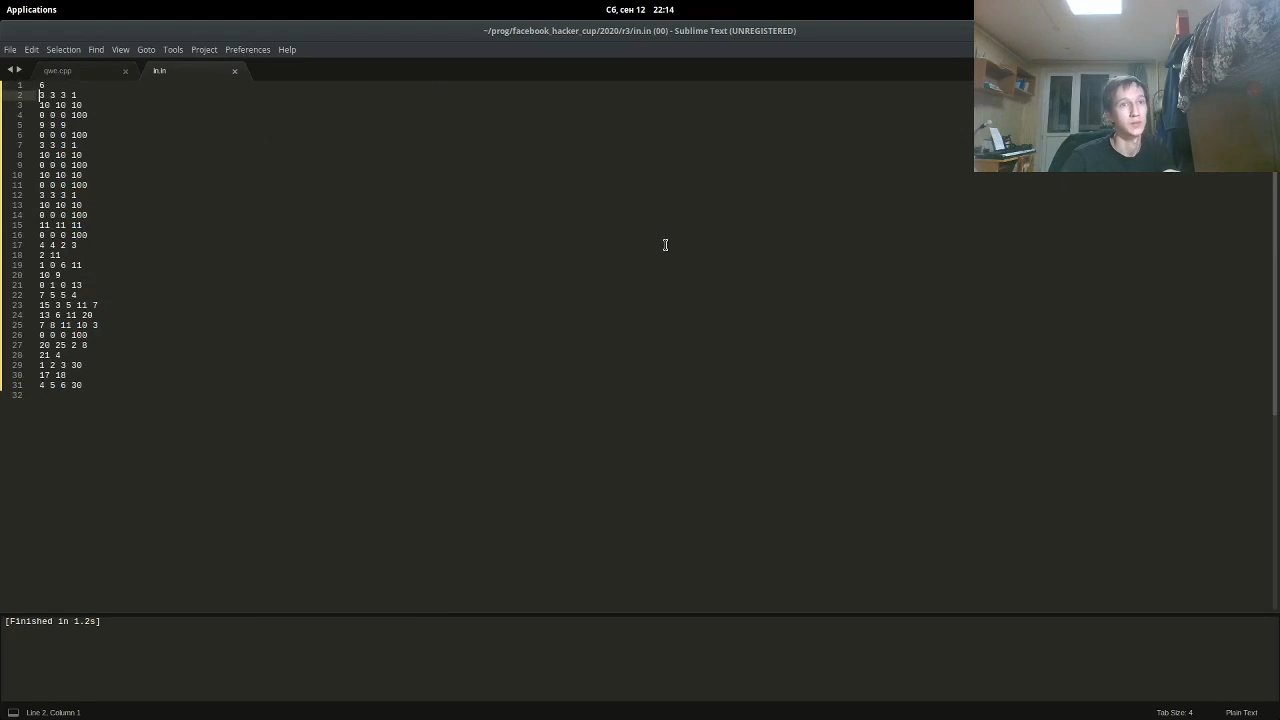 Applications
Сб, сен 12 22:14
~/prog/facebook_hacker_cup/2020/r3/in.in (00) - Sublime Text (UNREGISTERED)
File Edit Selection Find View Goto Tools Project Preferences Help
qwe.cpp in.in
1 6
2 3 3 3 1
3 10 10 10
4 0 0 0 100
5 9 9 9
6 0 0 0 100
7 3 3 3 1
8 10 10 10
9 0 0 0 100
10 10 10 10
11 0 0 0 100
12 3 3 3 1
13 10 10 10
14 0 0 0 100
15 11 11 11
16 0 0 0 100
17 4 4 2 3
18 2 11
19 1 0 6 11
20 10 9
21 0 1 0 13
22 7 5 5 4
23 15 3 5 11 7
24 13 6 11 20
25 7 8 11 10 3
26 0 0 0 100
27 20 25 2 8
28 21 4
29 1 2 3 30
30 17 18
31 4 5 6 30
32
[Finished in 1.2s]
Line 2, Column 1
Tab Size: 4
Plain Text